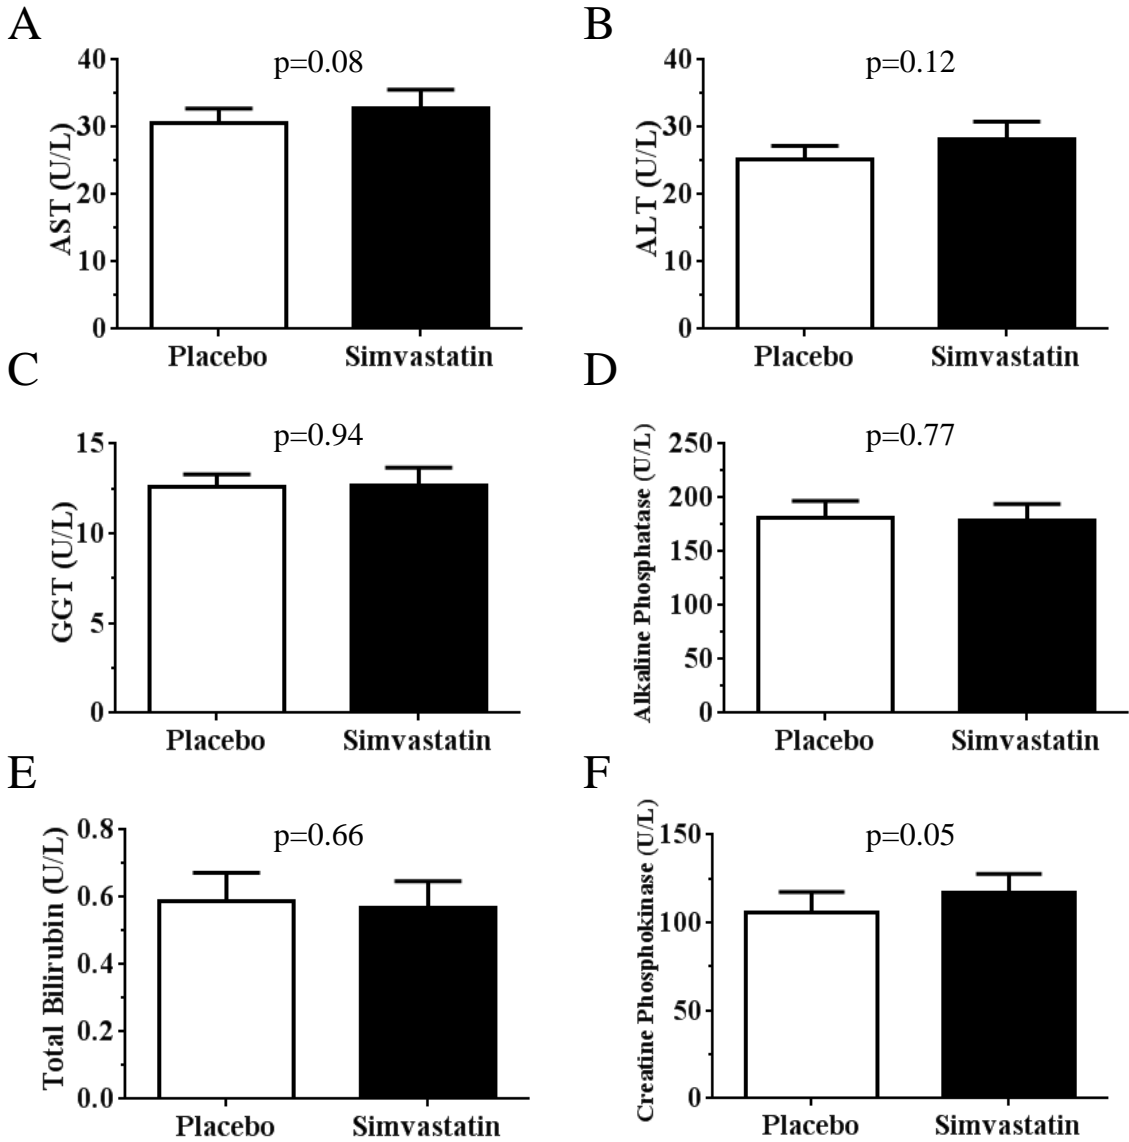 A
p=0.08
AST (U/L)
40
30
20
10
0
Placebo Simvastatin
B
p=0.12
ALT (U/L)
40
30
20
10
0
Placebo Simvastatin
C
p=0.94
GGT (U/L)
15
10
5
0
Placebo Simvastatin
D
p=0.77
Alkaline Phosphatase (U/L)
250
200
150
100
50
0
Placebo Simvastatin
E
p=0.66
Total Bilirubin (U/L)
0.8
0.6
0.4
0.2
0.0
Placebo Simvastatin
F
p=0.05
Creatine Phosphokinase (U/L)
150
100
50
0
Placebo Simvastatin